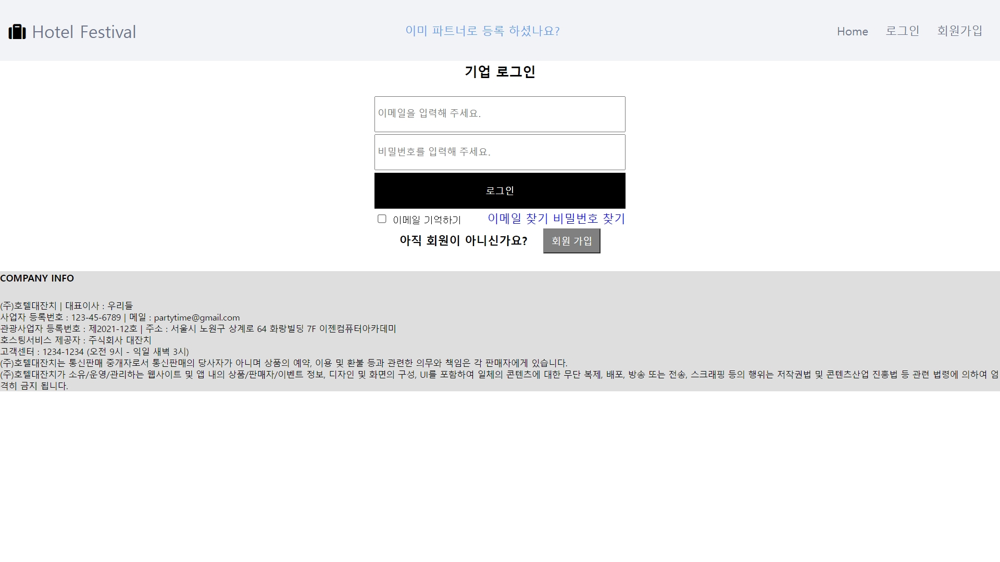 Hotel Festival
이미 파트너로 등록 하셨나요?
Home 로그인 회원가입
기업 로그인
이메일을 입력해 주세요.
비밀번호를 입력해 주세요.
로그인
이메일 기억하기 이메일 찾기 비밀번호 찾기
아직 회원이 아니신가요? 회원 가입
COMPANY INFO
(주)호텔대잔치 | 대표이사 : 우리들
사업자 등록번호 : 123-45-6789 | 메일 : partytime@gmail.com
관광사업자 등록번호 : 제2021-12호 | 주소 : 서울시 노원구 상계로 64 화랑빌딩 7F 이젠컴퓨터아카데미
호스팅서비스 제공자 : 주식회사 대잔치
고객센터 : 1234-1234 (오전 9시 - 익일 새벽 3시)
(주)호텔대잔치는 통신판매 중개자로서 통신판매의 당사자가 아니며 상품의 예약, 이용 및 환불 등과 관련한 의무와 책임은 각 판매자에게 있습니다.
(주)호텔대잔치가 소유/운영/관리하는 웹사이트 및 앱 내의 상품/판매자/이벤트 정보, 디자인 및 화면의 구성, UI를 포함하여 일체의 콘텐츠에 대한 무단 복제, 배포, 방송 또는 전송, 스크래핑 등의 행위는 저작권법 및 콘텐츠산업 진흥법 등 관련 법령에 의하여 엄
격히 금지 됩니다.